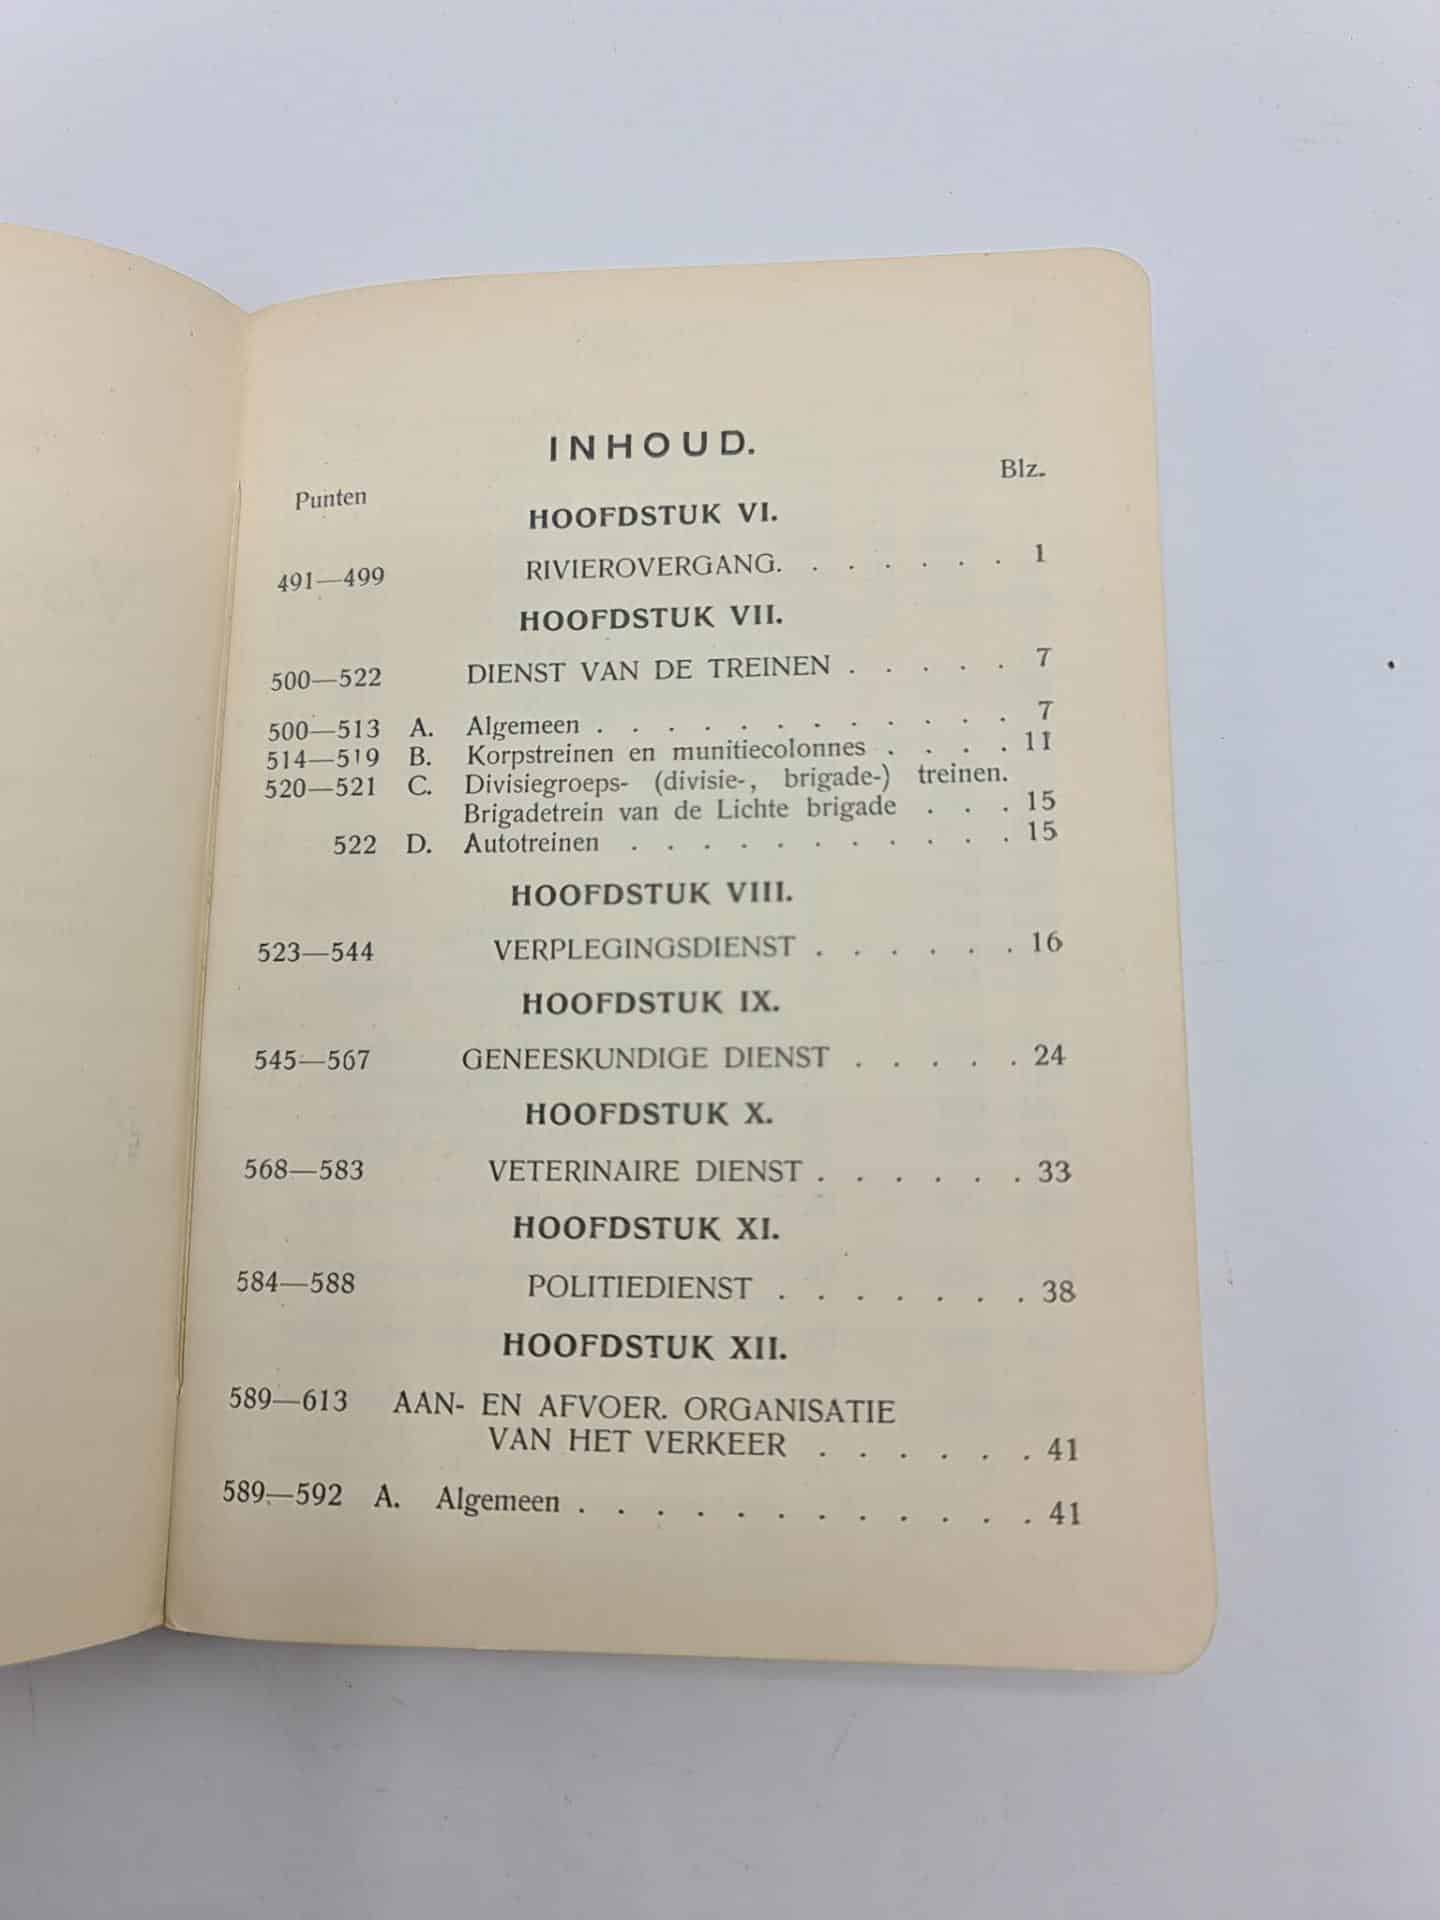 INHOUD.
Punten Blz.
HOOFDSTUK VI.
491—499 RIVIEROVERGANG. . . . . . . 1
HOOFDSTUK VII.
500—522 DIENST VAN DE TREINEN . . . . . 7
500—513 A. Algemeen . . . . . . . . . . . . 7
514—519 B. Korpstreinen en munitiecolonnes . . . . 11
520—521 C. Divisiegroeps- (divisie-, brigade-) treinen.
Brigadetrein van de Lichte brigade . . . 15
522 D. Autotreinen . . . . . . . . . . . 15
HOOFDSTUK VIII.
523—544 VERPLEGINGSDIENST . . . . . . 16
HOOFDSTUK IX.
545—567 GENEESKUNDIGE DIENST . . . . . 24
HOOFDSTUK X.
568—583 VETERINAIRE DIENST . . . . . . 33
HOOFDSTUK XI.
584—588 POLITIEDIENST . . . . . . . 38
HOOFDSTUK XII.
589—613 AAN- EN AFVOER. ORGANISATIE
VAN HET VERKEER . . . . . . 41
589—592 A. Algemeen . . . . . . . . . . . . 41